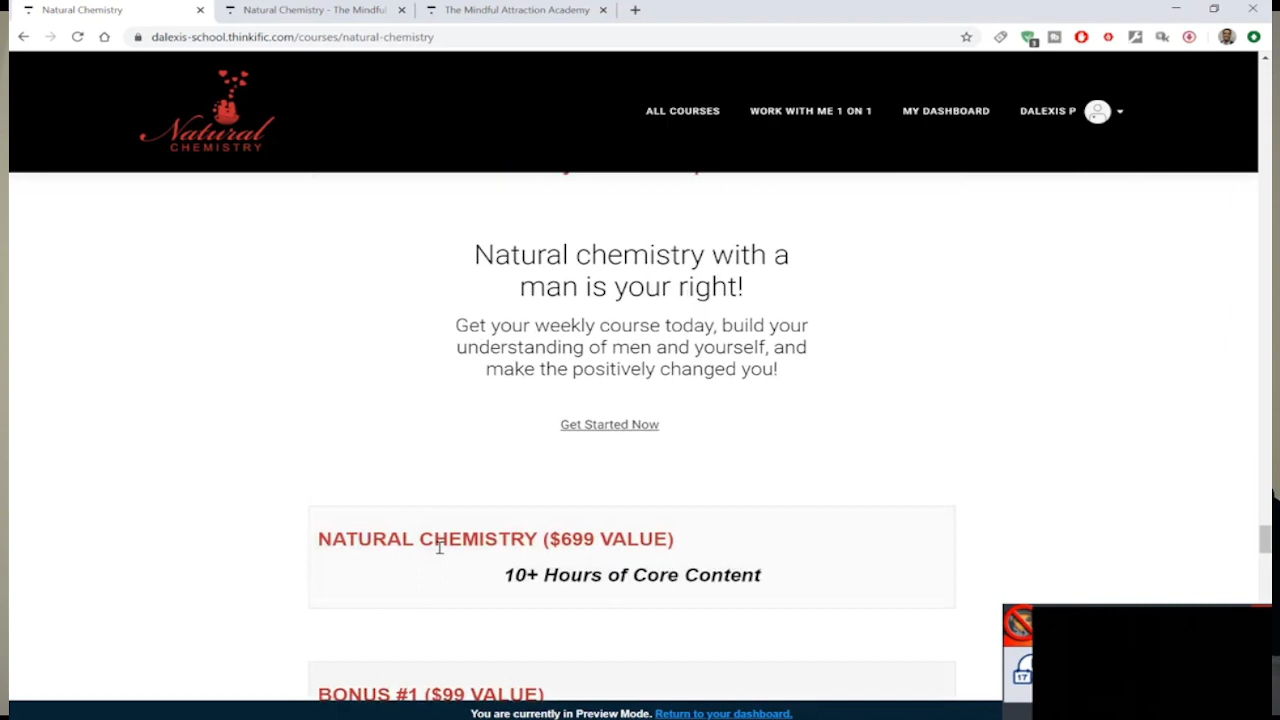 Natural Chemistry
Natural Chemistry - The Mindful
The Mindful Attraction Academy
dalexis-school.thinkific.com/courses/natural-chemistry
Natural
CHEMISTRY
ALL COURSES
WORK WITH ME 1 ON 1
MY DASHBOARD
DALEXIS P
Natural chemistry with a
man is your right!
Get your weekly course today, build your
understanding of men and yourself, and
make the positively changed you!
Get Started Now
NATURAL CHEMISTRY ($699 VALUE)
10+ Hours of Core Content
BONUS #1 ($99 VALUE)
17
You are currently in Preview Mode. Return to your dashboard.